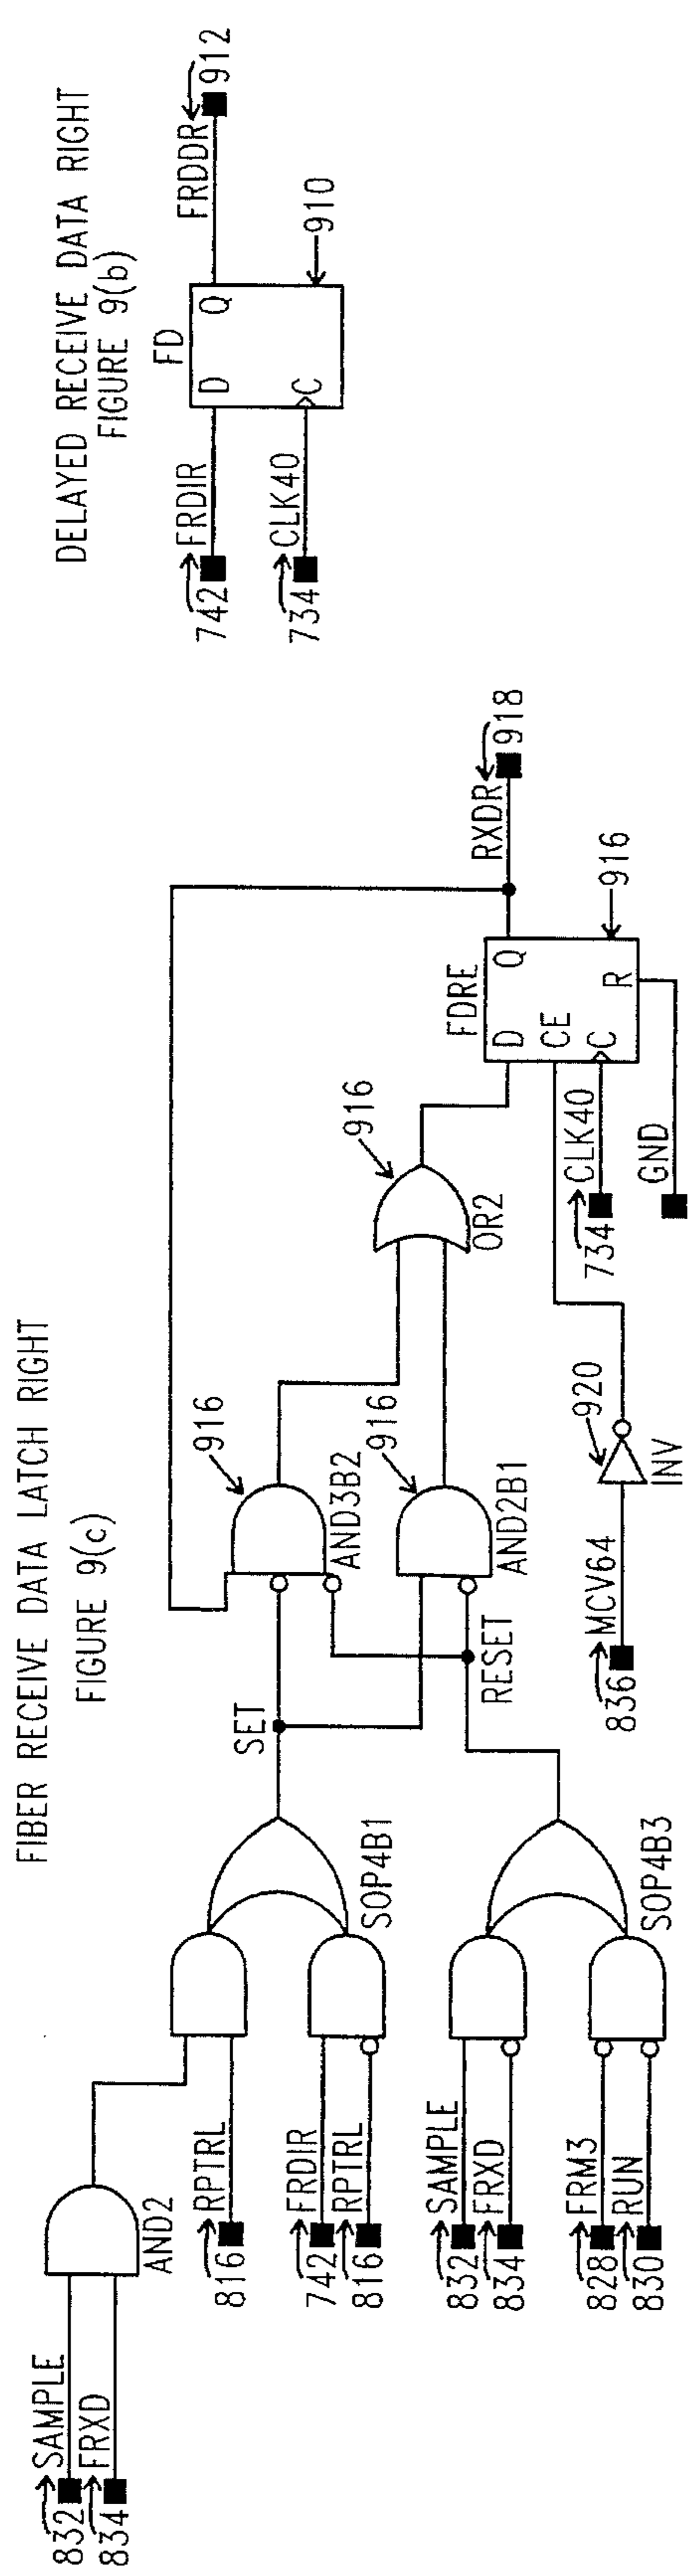 DELAYED RECEIVE DATA RIGHT
FIGURE 9(b)
742
FRDIR
734
CLK40
FD
D
Q
C
910
FRDDR
912
FIBER RECEIVE DATA LATCH RIGHT
FIGURE 9(c)
832
SAMPLE
834
FRXD
AND2
816
RPTRL
742
FRDIR
816
RPTRL
SOP4B1
832
SAMPLE
834
FRXD
828
FRM3
830
RUN
SOP4B3
SET
RESET
916
AND3B2
916
AND2B1
916
OR2
836
MCV64
920
INV
734
CLK40
GND
FDRE
D
Q
CE
C
R
916
RXDR
918